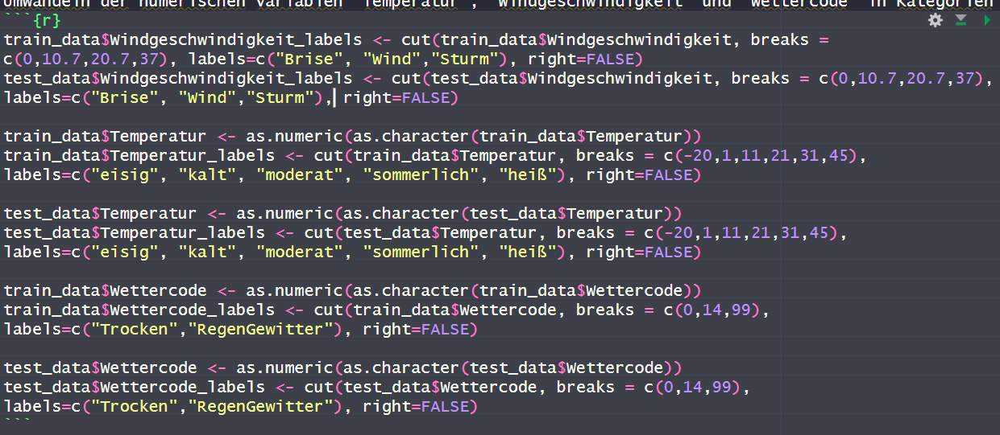 Umwandeln der numerischen Variablen "Temperatur", "Windgeschwindigkeit" und "Wettercode" in Kategorien
```{r}
train_data$Windgeschwindigkeit_labels <- cut(train_data$Windgeschwindigkeit, breaks =
c(0,10.7,20.7,37), labels=c("Brise", "Wind","Sturm"), right=FALSE)
test_data$Windgeschwindigkeit_labels <- cut(test_data$Windgeschwindigkeit, breaks = c(0,10.7,20.7,37),
labels=c("Brise", "Wind","Sturm"), right=FALSE)
train_data$Temperatur <- as.numeric(as.character(train_data$Temperatur))
train_data$Temperatur_labels <- cut(train_data$Temperatur, breaks = c(-20,1,11,21,31,45),
labels=c("eisig", "kalt", "moderat", "sommerlich", "heiß"), right=FALSE)
test_data$Temperatur <- as.numeric(as.character(test_data$Temperatur))
test_data$Temperatur_labels <- cut(test_data$Temperatur, breaks = c(-20,1,11,21,31,45),
labels=c("eisig", "kalt", "moderat", "sommerlich", "heiß"), right=FALSE)
train_data$Wettercode <- as.numeric(as.character(train_data$Wettercode))
train_data$Wettercode_labels <- cut(train_data$Wettercode, breaks = c(0,14,99),
labels=c("Trocken","RegenGewitter"), right=FALSE)
test_data$Wettercode <- as.numeric(as.character(test_data$Wettercode))
test_data$Wettercode_labels <- cut(test_data$Wettercode, breaks = c(0,14,99),
labels=c("Trocken","RegenGewitter"), right=FALSE)
```